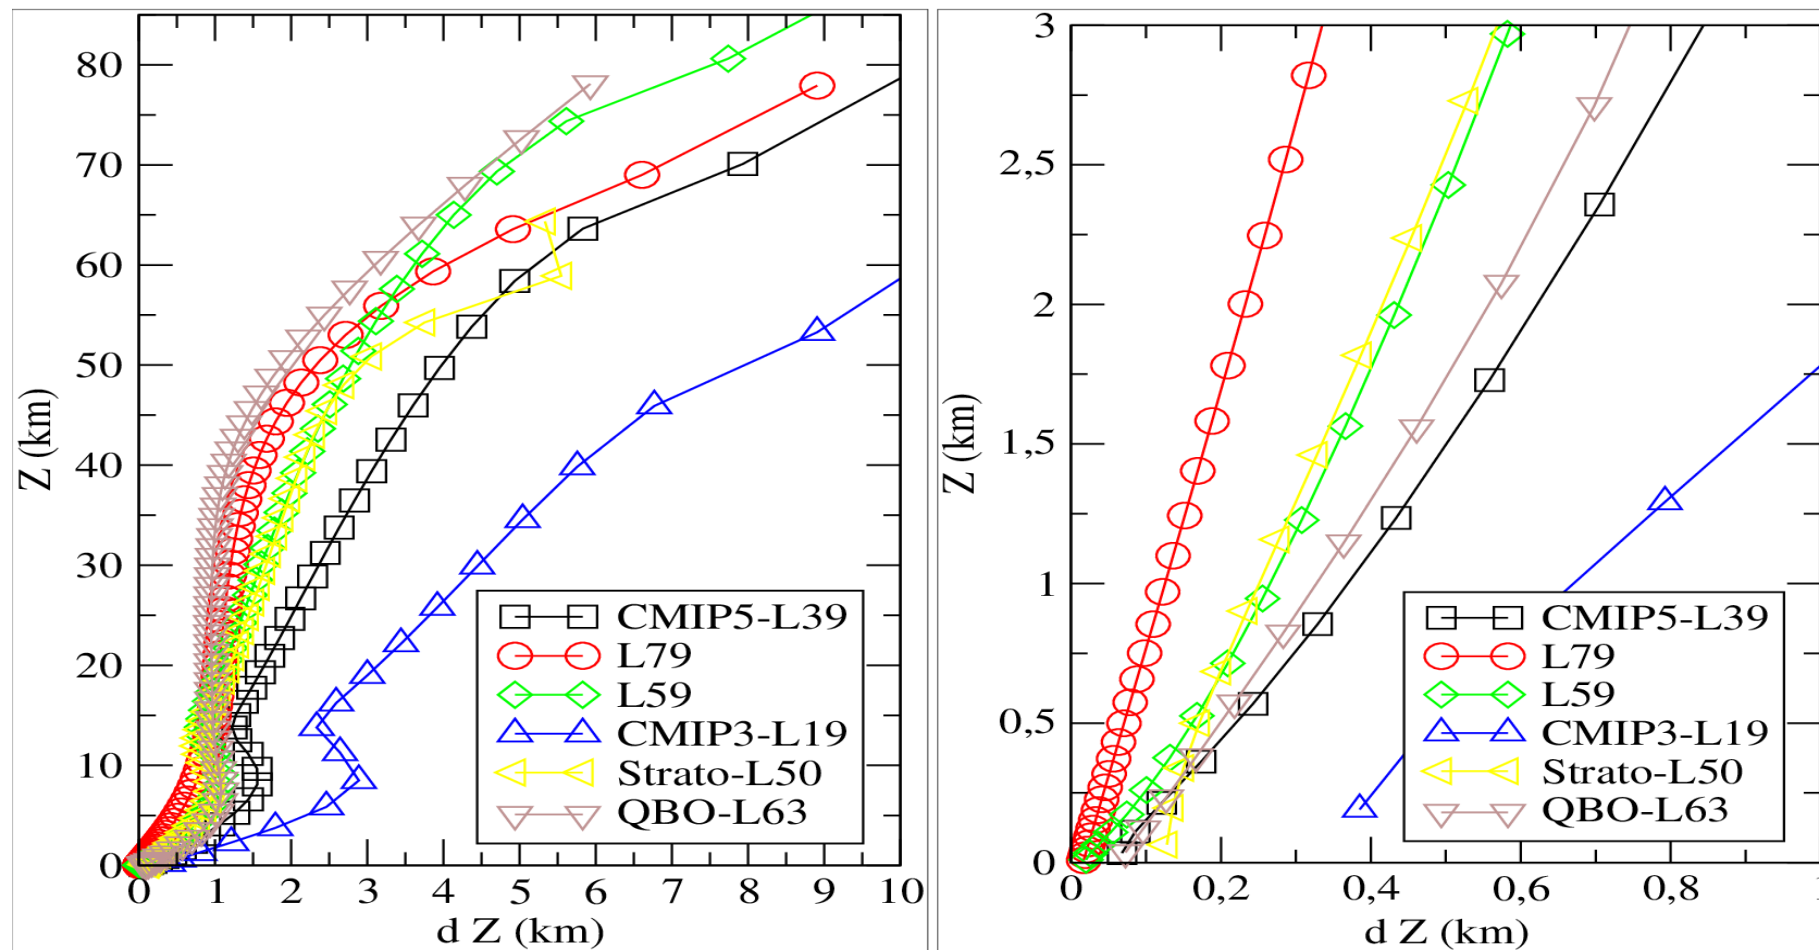 80
70
60
50
40
30
20
10
0
Z (km)
0 1 2 3 4 5 6 7 8 9 10
d Z (km)
CMIP5-L39
L79
L59
CMIP3-L19
Strato-L50
QBO-L63
3
2,5
2
1,5
1
0,5
0
Z (km)
0 0,2 0,4 0,6 0,8 1
d Z (km)
CMIP5-L39
L79
L59
CMIP3-L19
Strato-L50
QBO-L63